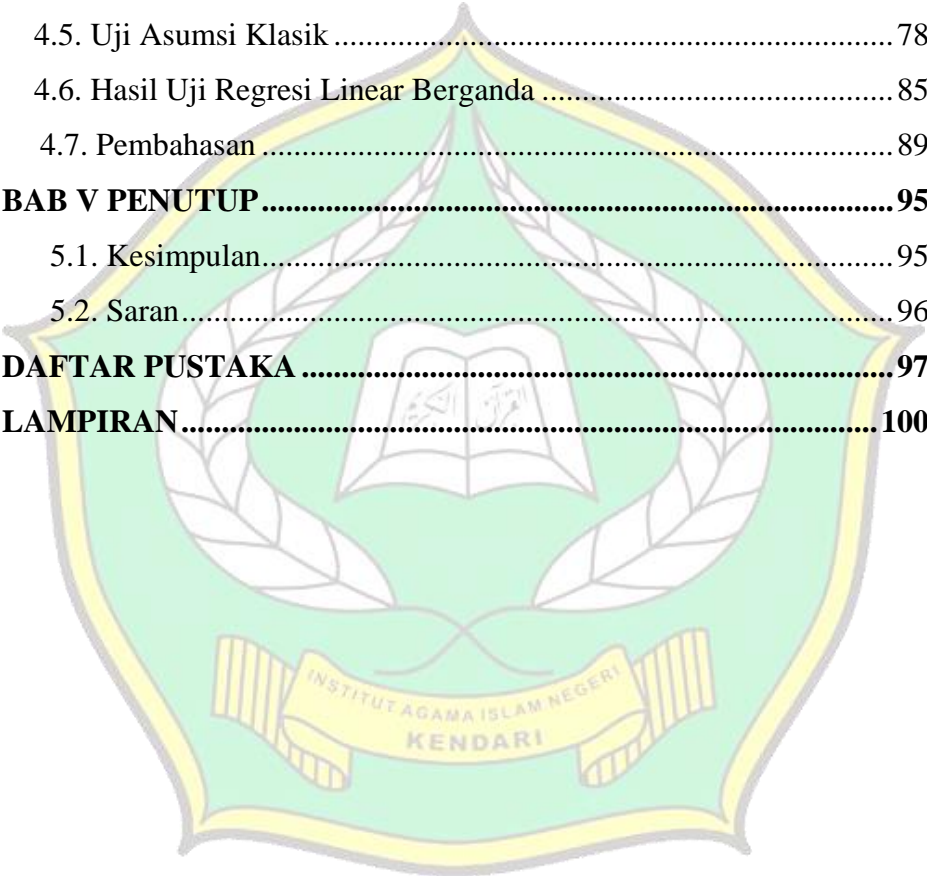 4.5. Uji Asumsi Klasik ........................................................................ 78
4.6. Hasil Uji Regresi Linear Berganda ............................................. 85
4.7. Pembahasan ................................................................................. 89
BAB V PENUTUP ................................................................................. 95
5.1. Kesimpulan ................................................................................. 95
5.2. Saran ............................................................................................ 96
DAFTAR PUSTAKA ............................................................................ 97
LAMPIRAN ........................................................................................... 100
القرآن الكريم
INSTITUT AGAMA ISLAM NEGERI
KENDARI